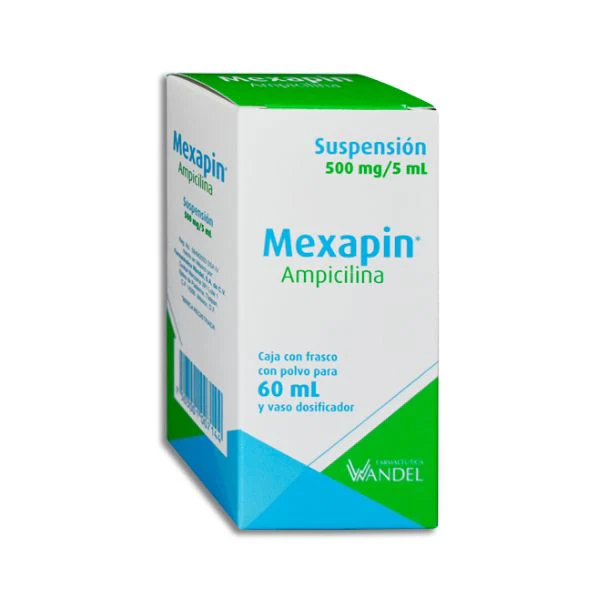 Mexapin
Ampicilina
Suspensión
500 mg/5 mL
Mexapin®
Ampicilina
Caja con frasco
con polvo para
60 mL
y vaso dosificador
FARMACÉUTICA
WANDEL
Mexapin®
Ampicilina
Suspensión
500 mg/5 mL